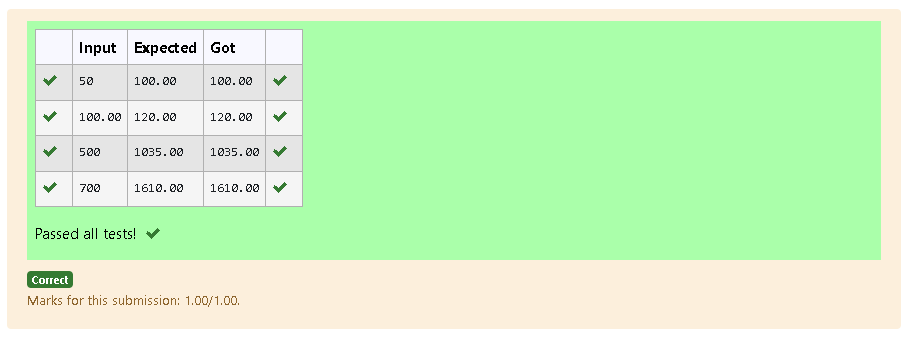 Input Expected Got
50 100.00 100.00
100.00 120.00 120.00
500 1035.00 1035.00
700 1610.00 1610.00
Passed all tests!
Correct
Marks for this submission: 1.00/1.00.